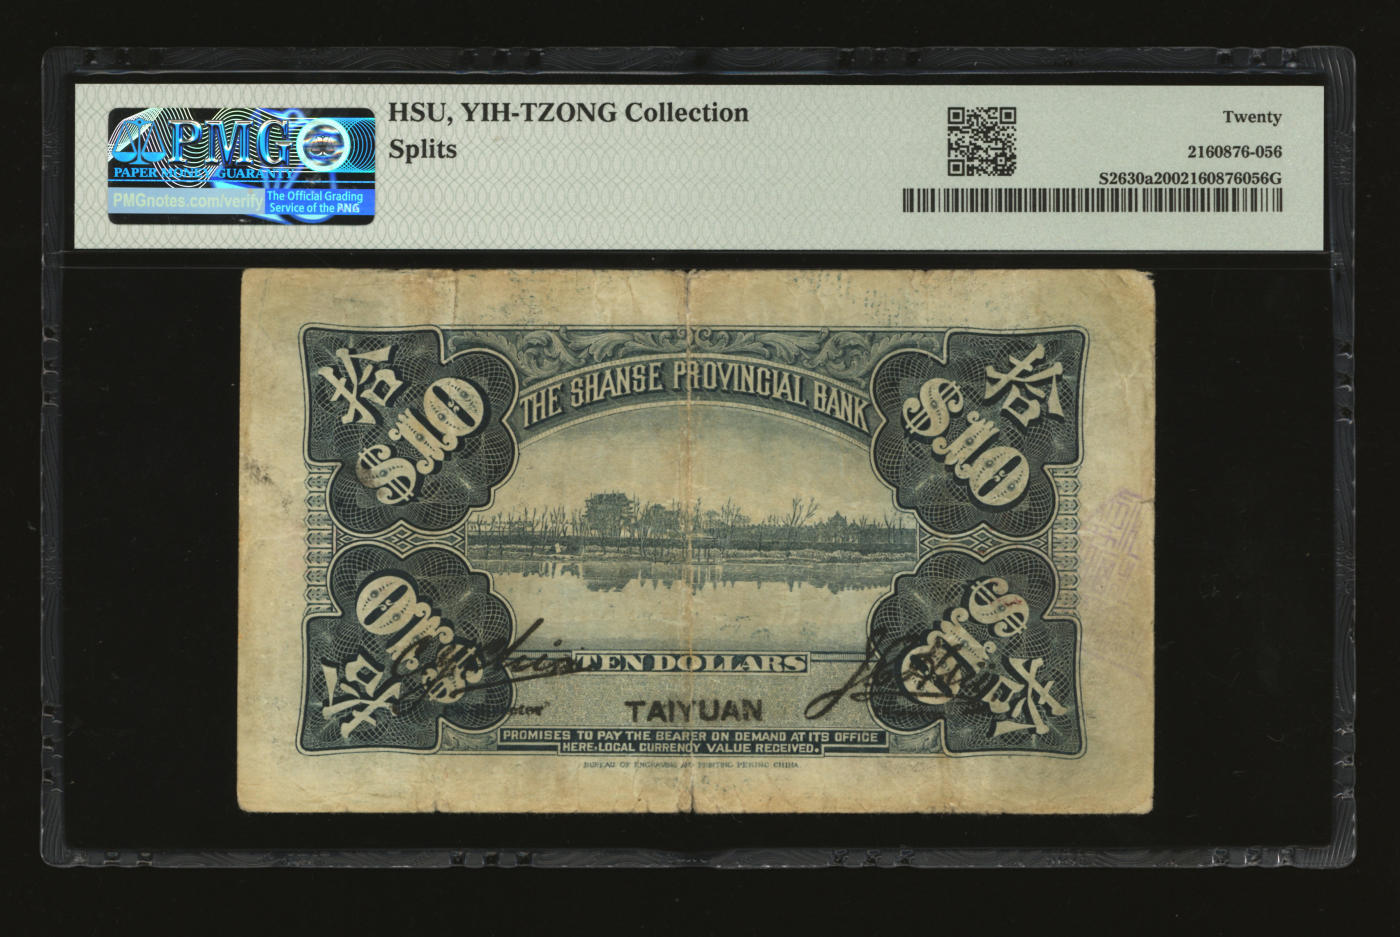 HSU, YIH-TZONG Collection
Splits
Twenty
2160876-056
S2630a2002160876056G
PMG
PAPER MONEY GUARANTY
PMGnotes.com/verify
The Official Grading
Service of the PNG
THE SHANSE PROVINCIAL BANK
拾 $10
$10 拾
$10 拾
$10 拾
TEN DOLLARS
TAIYUAN
PROMISES TO PAY THE BEARER ON DEMAND AT ITS OFFICE
HERE LOCAL CURRENCY VALUE RECEIVED.
BUREAU OF ENGRAVING AND PRINTING PEKING CHINA